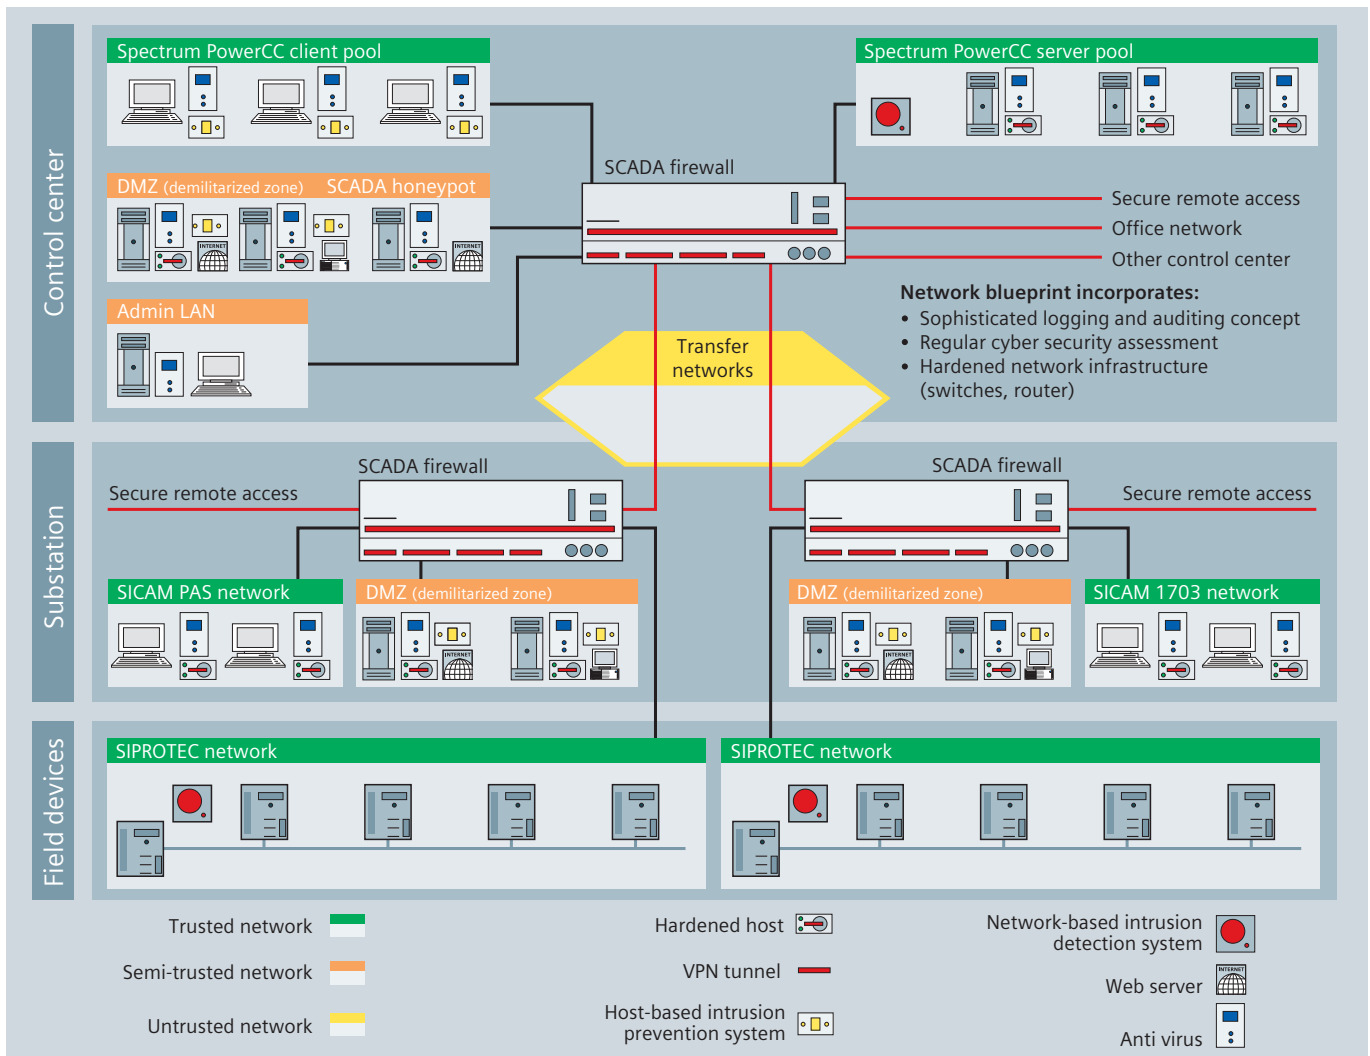 Control center
Spectrum PowerCC client pool
Spectrum PowerCC server pool
SCADA firewall
DMZ (demilitarized zone) SCADA honeypot
INTERNET
INTERNET
Secure remote access
Office network
Other control center
Admin LAN
Network blueprint incorporates:
• Sophisticated logging and auditing concept
• Regular cyber security assessment
• Hardened network infrastructure
(switches, router)
Transfer
networks
Substation
SCADA firewall
SCADA firewall
Secure remote access
Secure remote access
SICAM PAS network
DMZ (demilitarized zone)
INTERNET
DMZ (demilitarized zone)
INTERNET
SICAM 1703 network
Field devices
SIPROTEC network
SIPROTEC network
Trusted network
Semi-trusted network
Untrusted network
Hardened host
VPN tunnel
Host-based intrusion
prevention system
Network-based intrusion
detection system
Web server
INTERNET
Anti virus